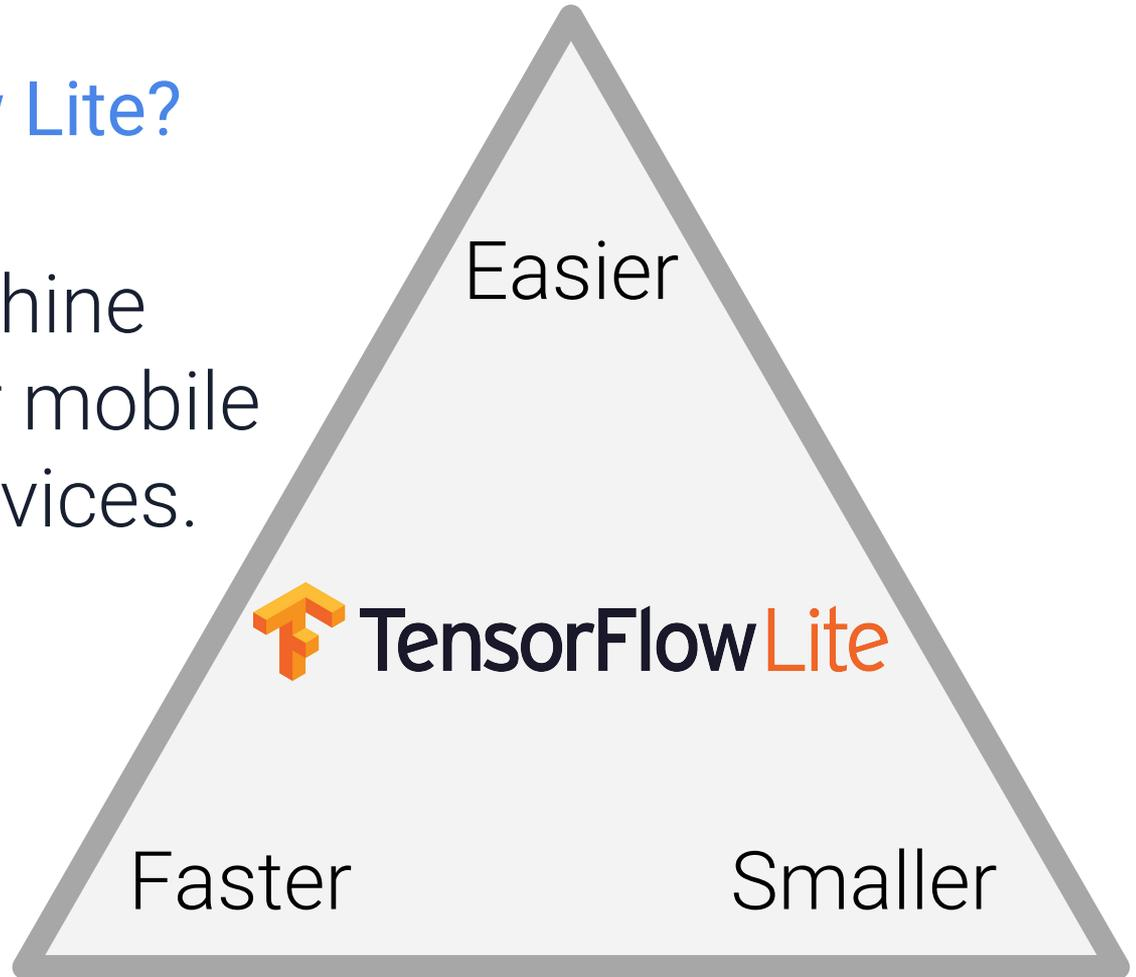 Lite?
Easier
hine
mobile
vices.
TensorFlow Lite
Faster
Smaller